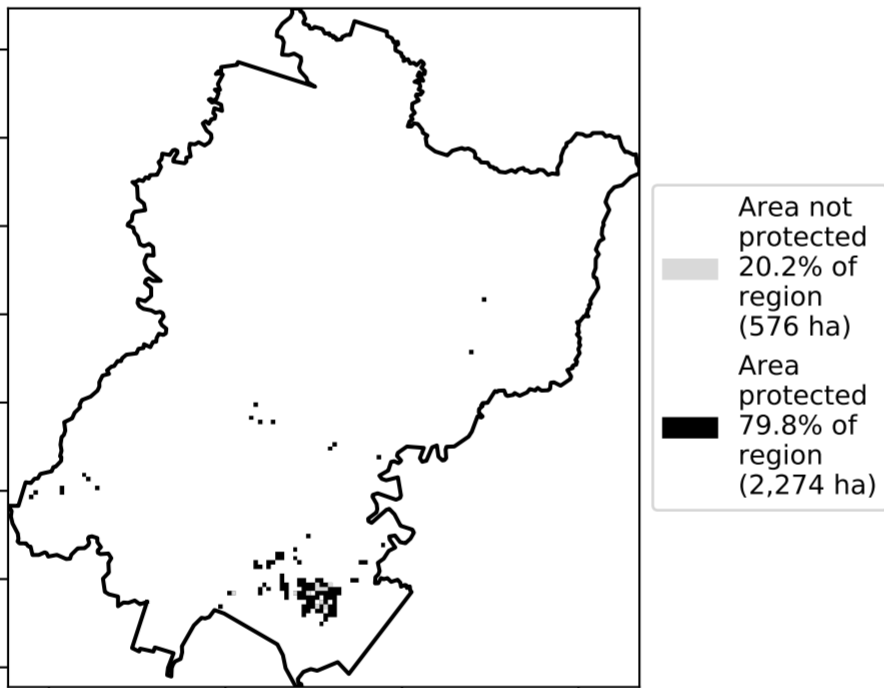 Area not
protected
20.2% of
region
(576 ha)
Area
protected
79.8% of
region
(2,274 ha)